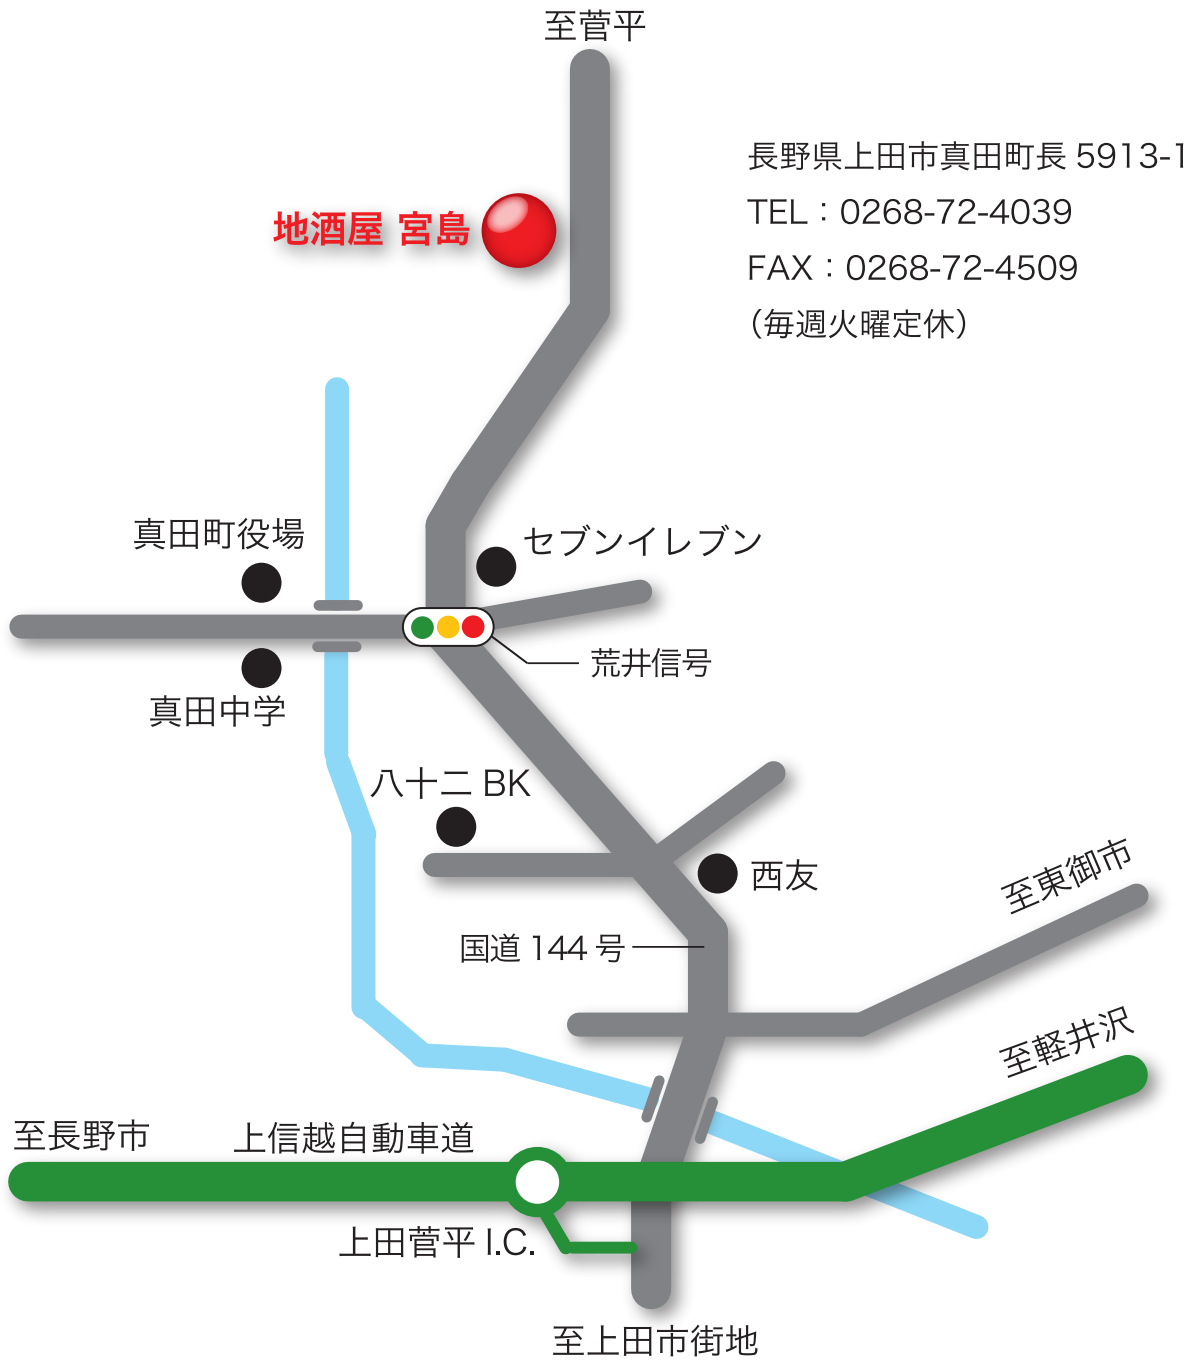 至菅平
長野県上田市真田町長 5913-1
TEL：0268-72-4039
FAX：0268-72-4509
（毎週火曜定休）
地酒屋 宮島
真田町役場
セブンイレブン
荒井信号
真田中学
八十二 BK
西友
国道 144 号
至東御市
至軽井沢
至長野市
上信越自動車道
上田菅平 I.C.
至上田市街地